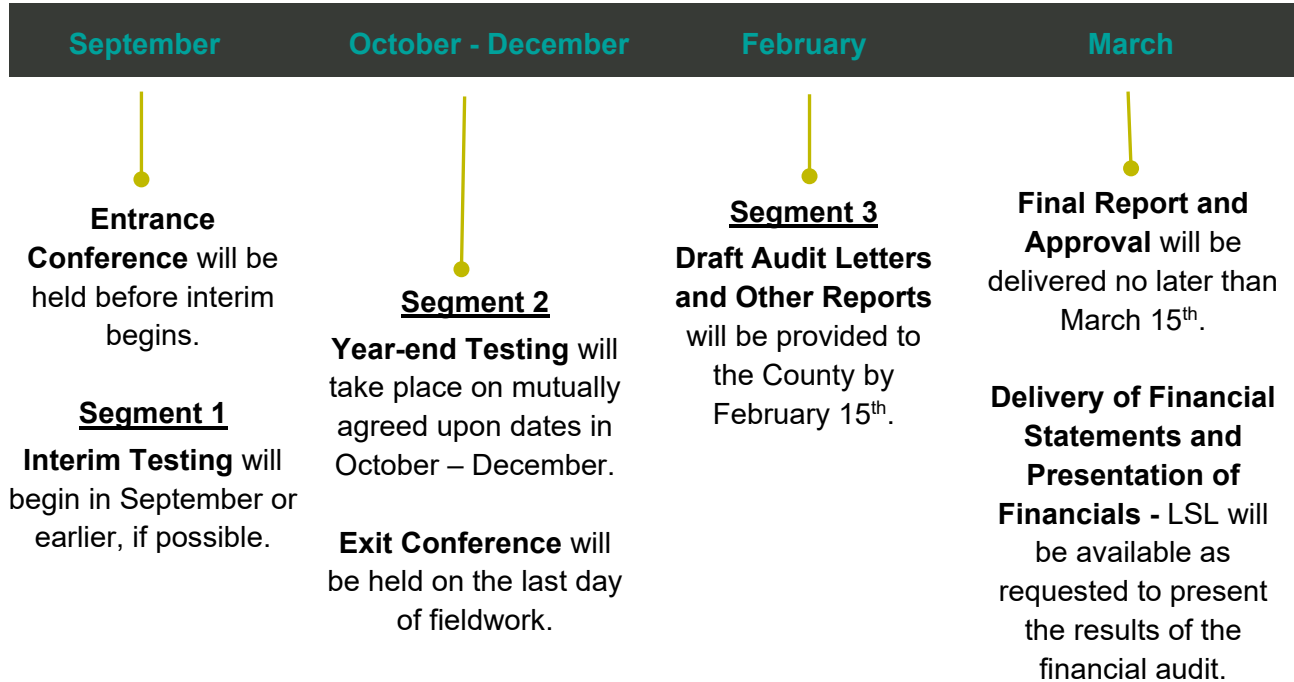 September
October - December
February
March
Entrance
Conference will be
held before interim
begins.
Segment 1
Interim Testing will
begin in September or
earlier, if possible.
Segment 2
Year-end Testing will
take place on mutually
agreed upon dates in
October – December.
Exit Conference will
be held on the last day
of fieldwork.
Segment 3
Draft Audit Letters
and Other Reports
will be provided to
the County by
February 15th.
Final Report and
Approval will be
delivered no later than
March 15th.
Delivery of Financial
Statements and
Presentation of
Financials - LSL will
be available as
requested to present
the results of the
financial audit.